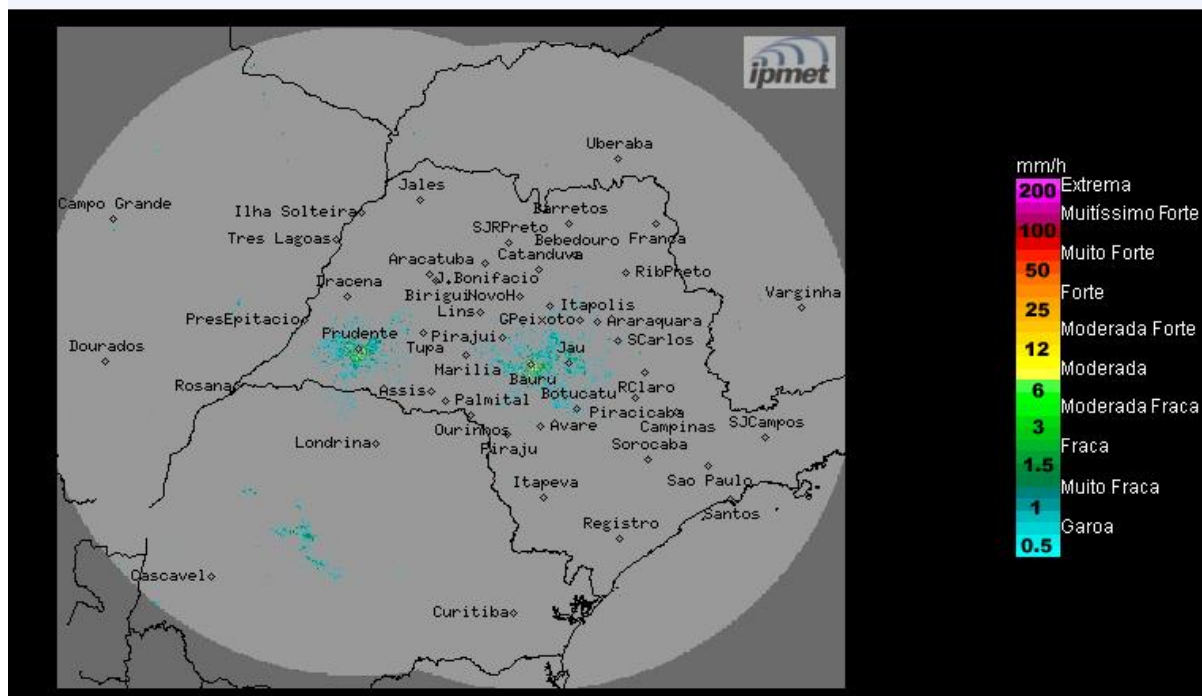 ipmet
Uberaba
Jales
Campo Grande
Ilha Solteira
Barretos
Tres Lagoas
SJRPreto
Bebedouro
Franca
Aracatuba
Catanduva
J.Bonifacio
RibPreto
Dracena
Birigui
NovoH
Itapolis
Varginha
Lins
PresEpitacio
GPeixoto
Araraquara
Prudente
Pirajui
SCarlos
Dourados
Tupa
Jau
Marilia
Bauru
Rosana
Assis
Botucatu
RClaro
Palmital
Piracicaba
Ourinhos
Avare
Campinas
SJCampos
Londrina
Piraju
Sorocaba
Itapeva
Sao Paulo
Registro
Santos
Cascavel
Curitiba
mm/h
200 Extrema
Muitíssimo Forte
100
Muito Forte
50
Forte
25
Moderada Forte
12
Moderada
6
Moderada Fraca
3
Fraca
1.5
Muito Fraca
1
Garoa
0.5